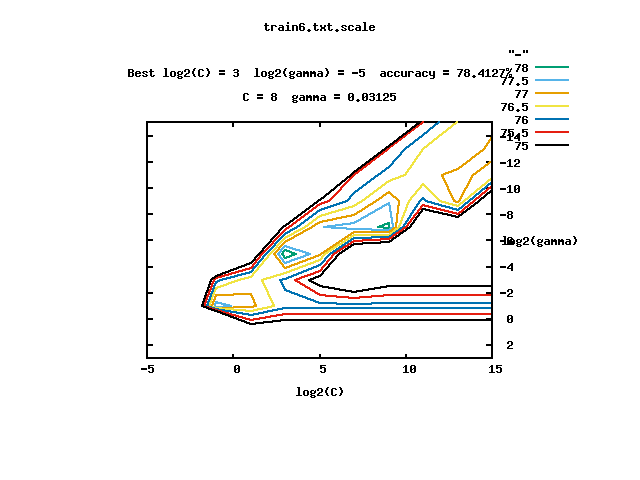 train6.txt.scale
"-"
Best log2(C) = 3  log2(gamma) = -5  accuracy = 78.4127%
C = 8  gamma = 0.03125
78
77.5
77
76.5
76
75.5
75
-14
-12
-10
-8
-6
log2(gamma)
-4
-2
0
2
-5 0 5 10 15
log2(C)